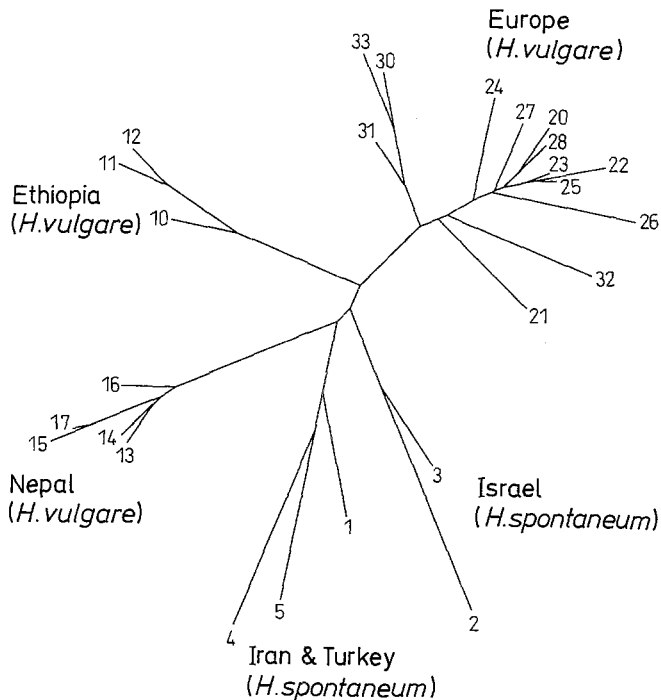 Europe
(H.vulgare)
33
30
24
27
20
28
31
23
22
25
12
11
Ethiopia
(H.vulgare)
10
26
32
21
16
17
14
15
13
3
Nepal
(H.vulgare)
Israel
(H.spontaneum)
1
5
2
4
Iran & Turkey
(H.spontaneum)